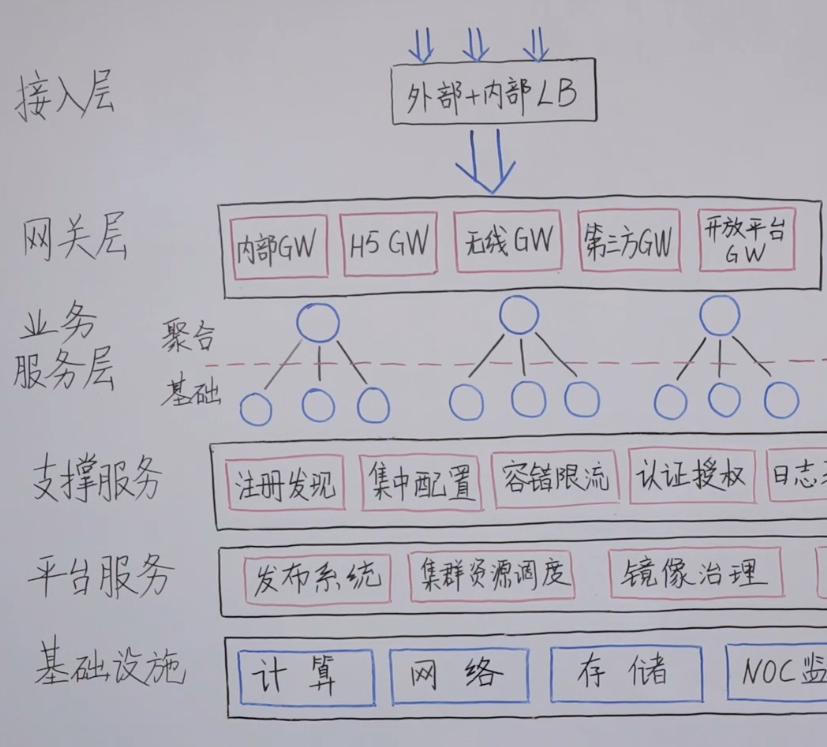 接入层
外部+内部LB
网关层
内部GW
H5 GW
无线GW
第三方GW
开放平台
GW
业务
服务层
聚合
基础
支撑服务
注册发现
集中配置
容错限流
认证授权
日志
平台服务
发布系统
集群资源调度
镜像治理
基础设施
计算
网络
存储
NOC监